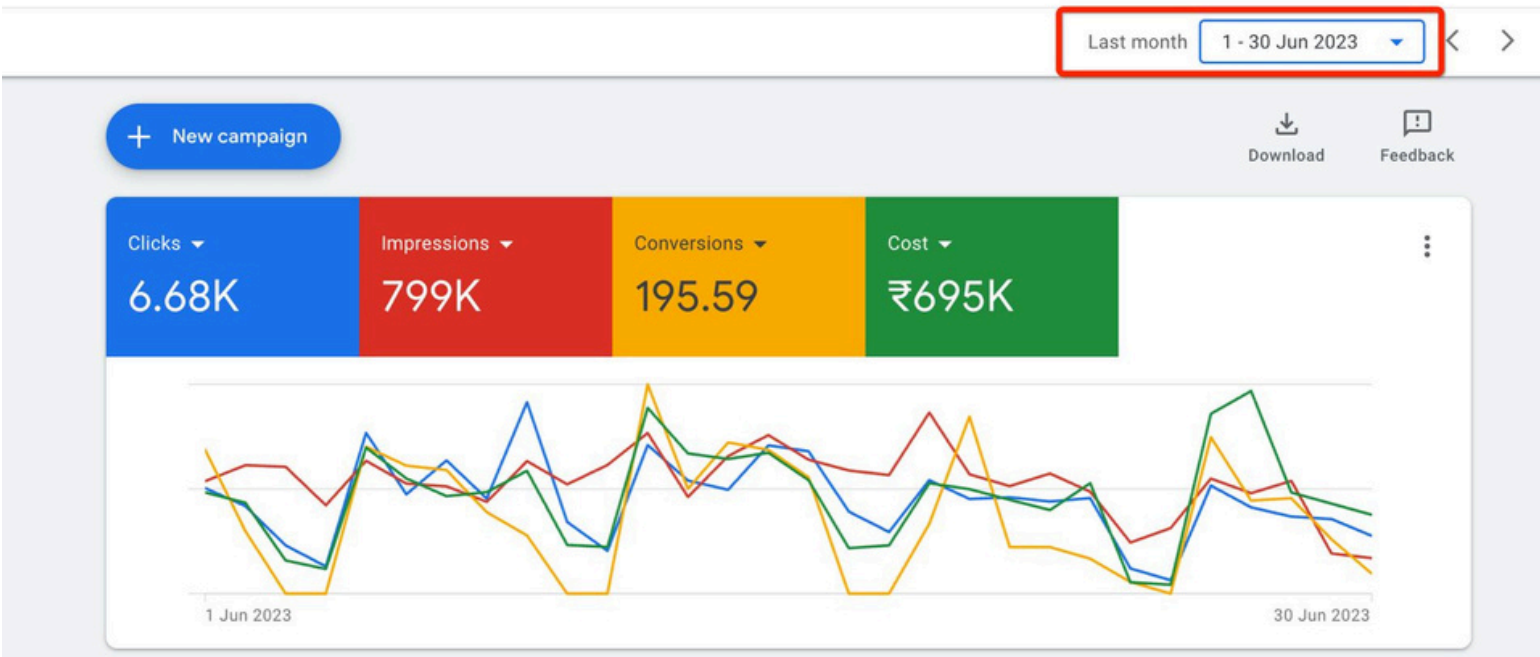 Last month 1 - 30 Jun 2023
New campaign
Download Feedback
Clicks Impressions Conversions Cost
6.68K 799K 195.59 ₹695K
1 Jun 2023 30 Jun 2023